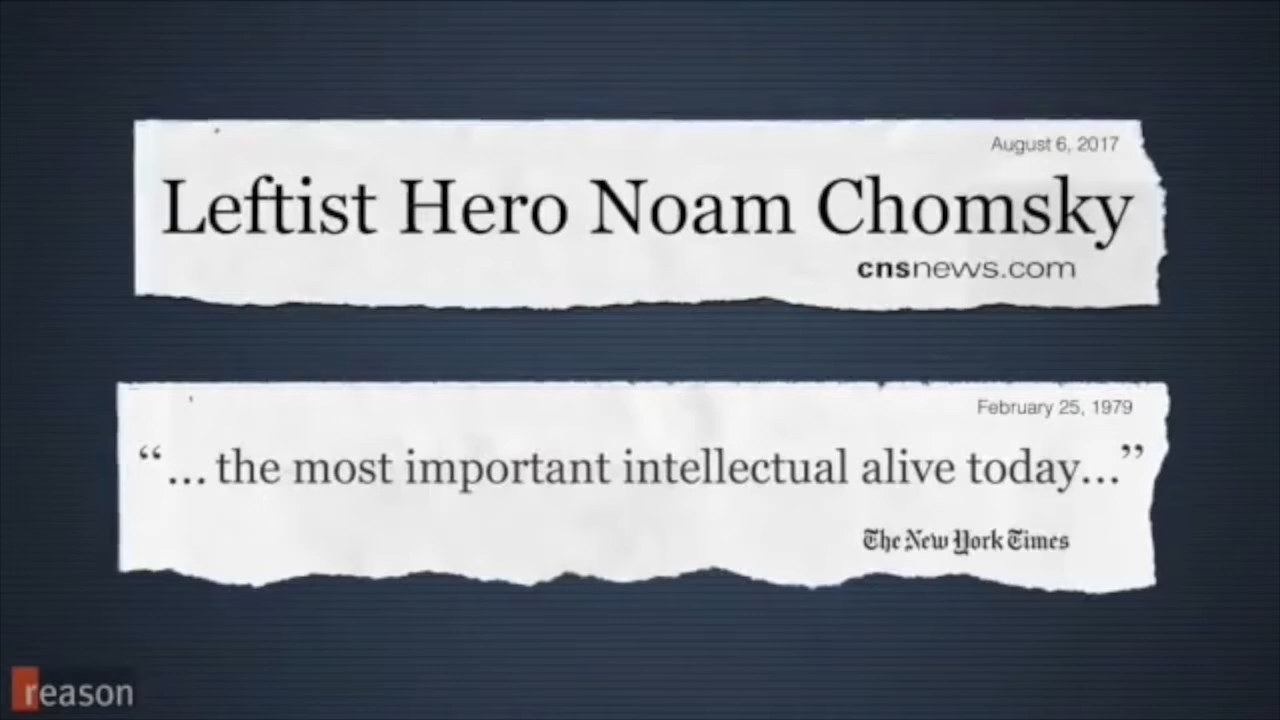 August 6, 2017
Leftist Hero Noam Chomsky
cnsnews.com
February 25, 1979
“... the most important intellectual alive today...”
The New York Times
reason